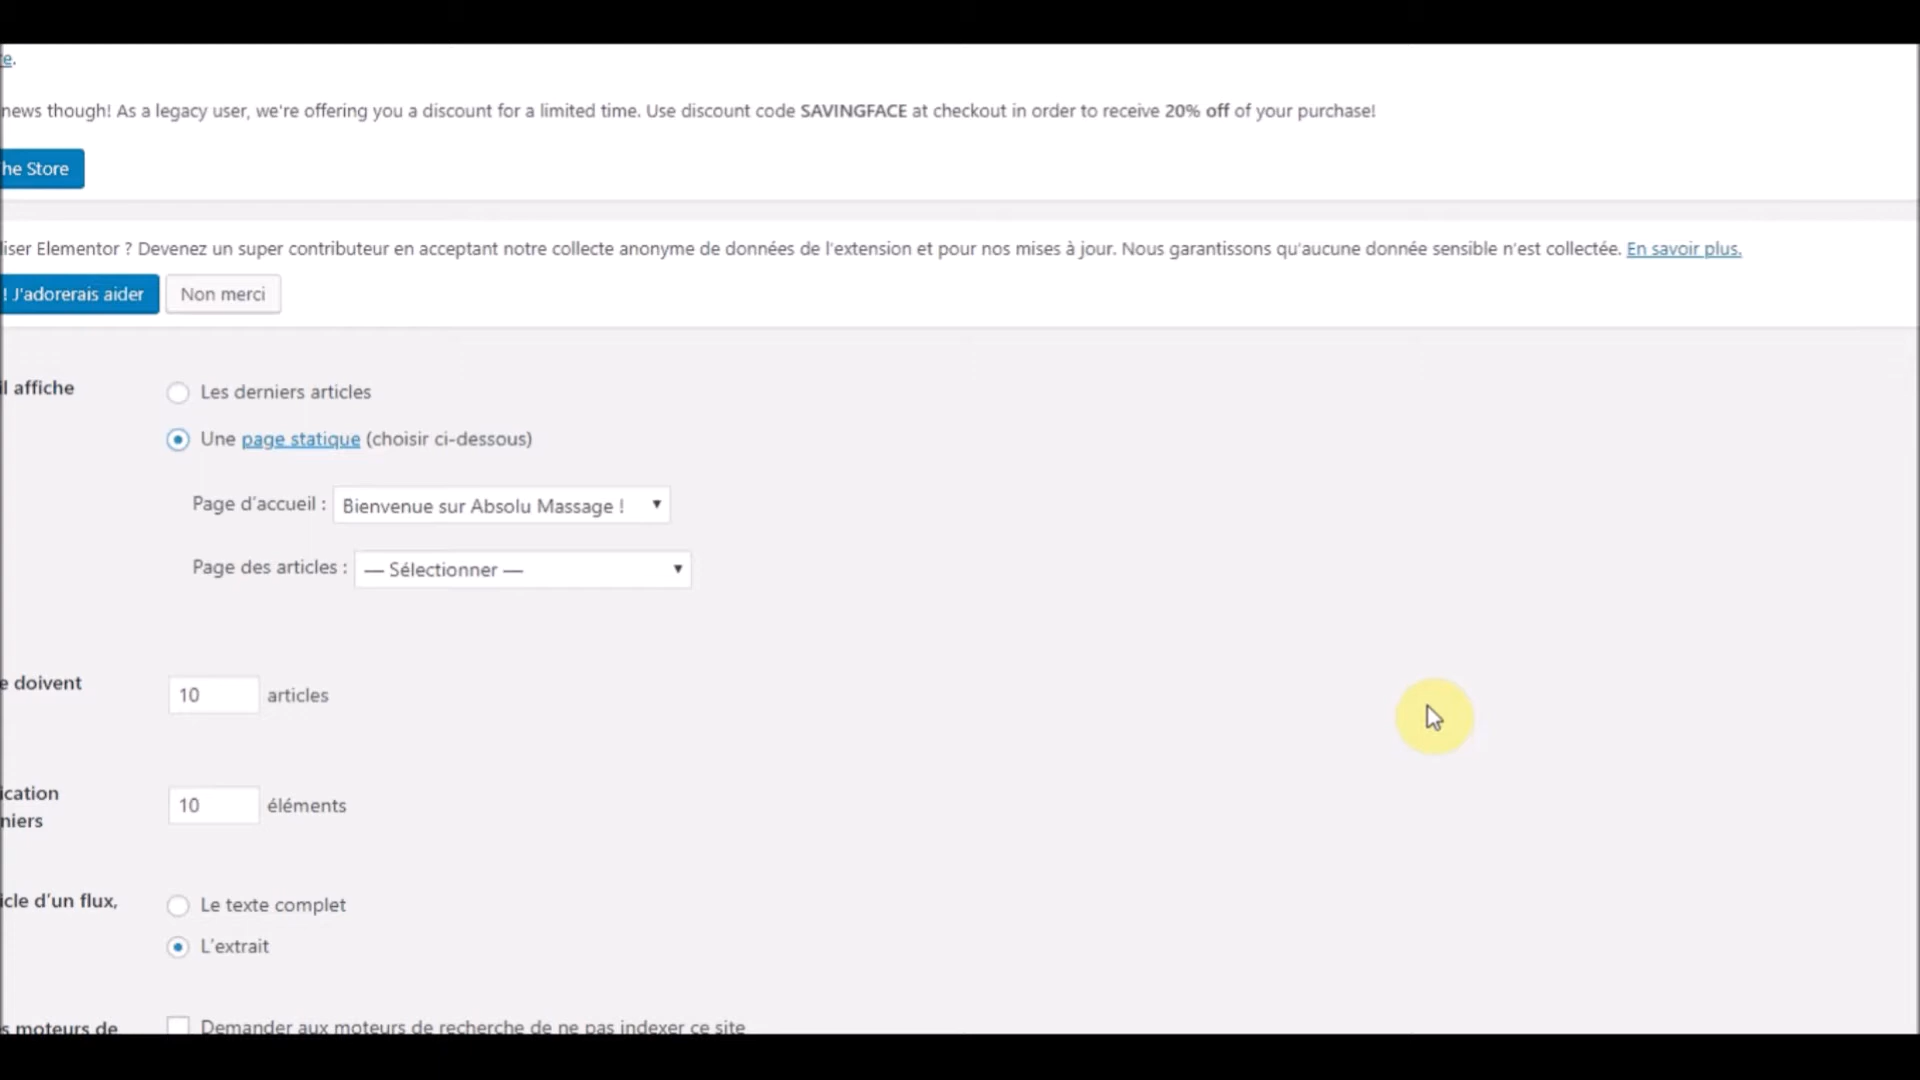 e.
news though! As a legacy user, we're offering you a discount for a limited time. Use discount code SAVINGFACE at checkout in order to receive 20% off of your purchase!
he Store
liser Elementor ? Devenez un super contributeur en acceptant notre collecte anonyme de données de l'extension et pour nos mises à jour. Nous garantissons qu'aucune donnée sensible n'est collectée. En savoir plus.
! J'adorerais aider
Non merci
il affiche
Les derniers articles
Une page statique (choisir ci-dessous)
Page d'accueil : Bienvenue sur Absolu Massage !
Page des articles : — Sélectionner —
e doivent
10 articles
ication
niers
10 éléments
icle d'un flux,
Le texte complet
L'extrait
s moteurs de
Demander aux moteurs de recherche de ne pas indexer ce site